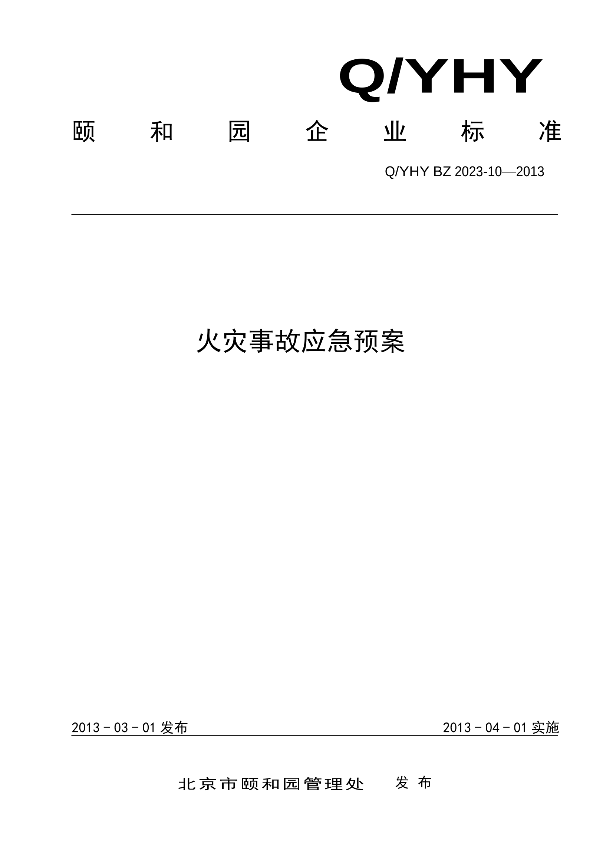 Q/YHY
颐和园企业标准
Q/YHY BZ 2023-10—2013
火灾事故应急预案
2013－03－01 发布 2013－04－01 实施
北京市颐和园管理处 发 布